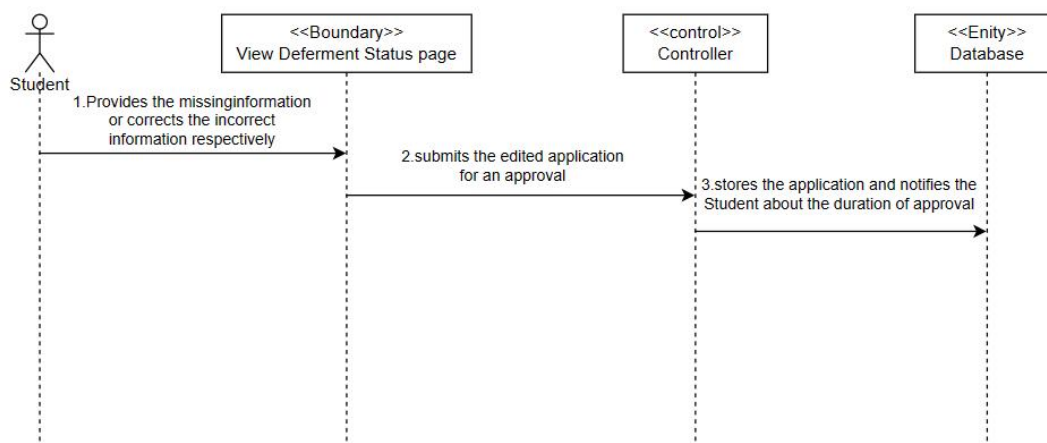 <<Boundary>>
View Deferment Status page
<<control>>
Controller
<<Enity>>
Database
Student
1.Provides the missinginformation
or corrects the incorrect
information respectively
2.submits the edited application
for an approval
3.stores the application and notifies the
Student about the duration of approval